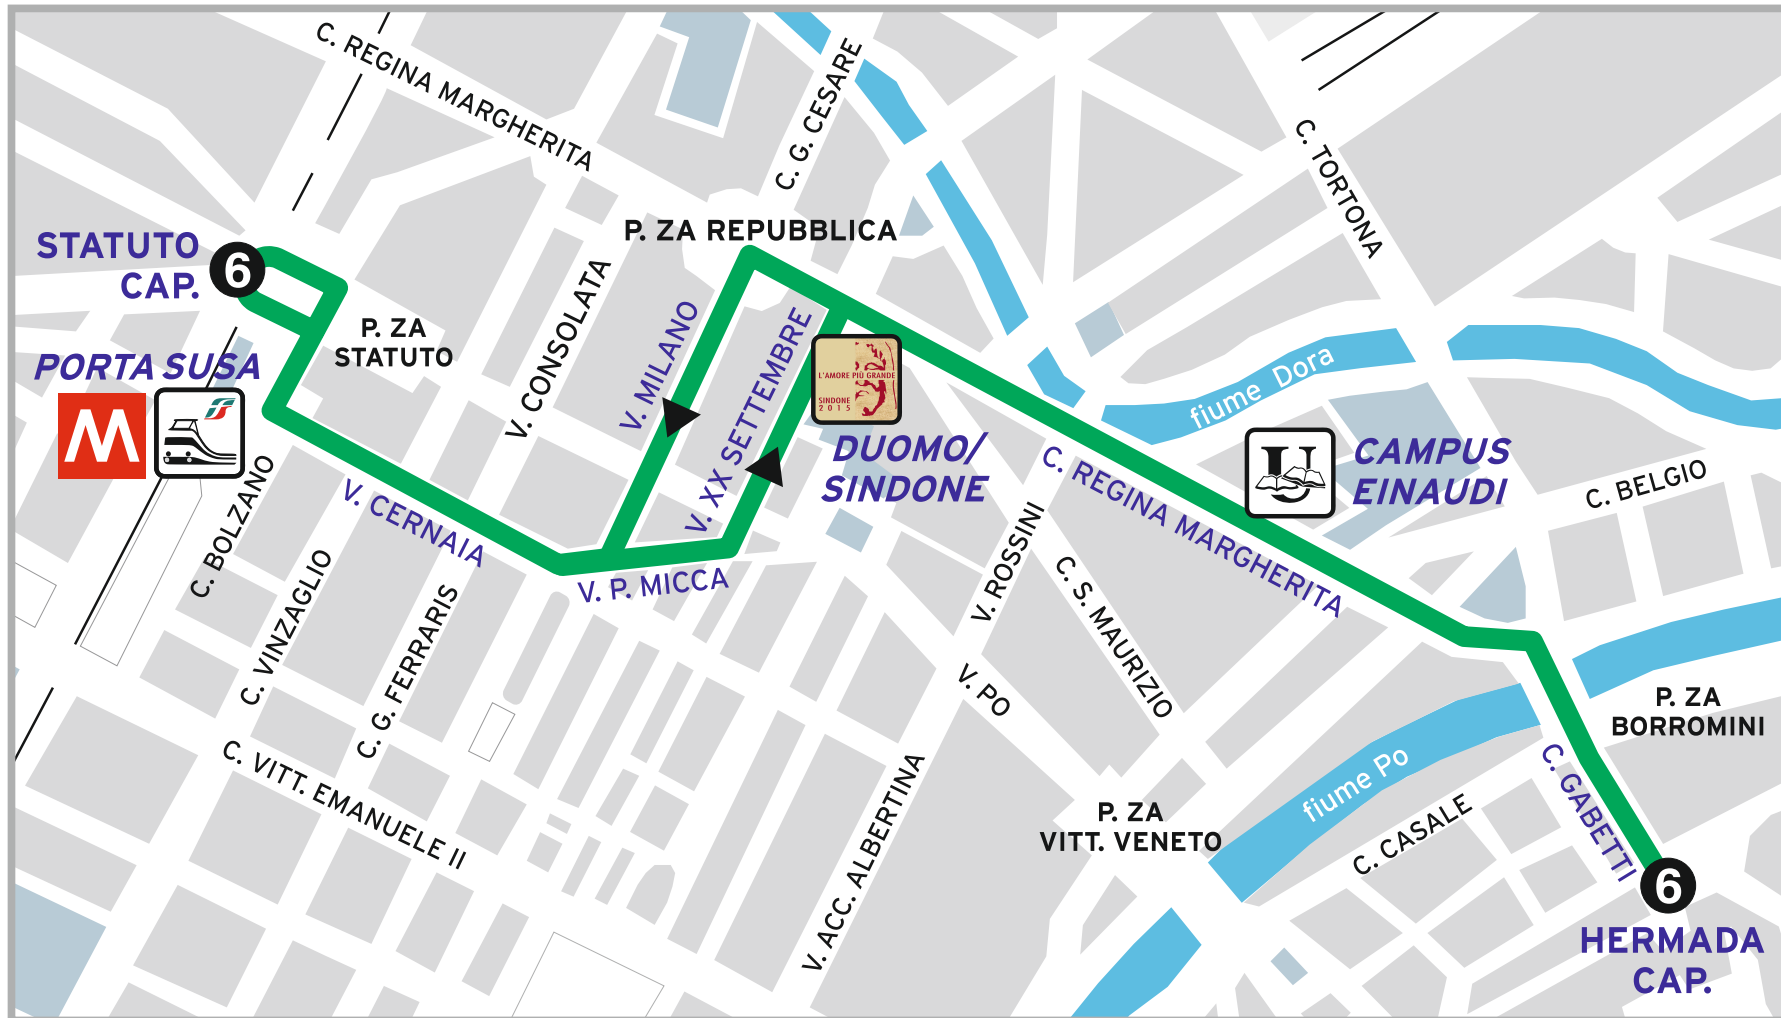 C. REGINA MARGHERITA
C. G. CESARE
C. TORTONA
STATUTO
CAP.
6
P. ZA REPUBBLICA
P. ZA
STATUTO
V. CONSOLATA
V. MILANO
V. XX SETTEMBRE
PORTA SUSA
M
L'AMORE PIÙ GRANDE
SINDONE
2015
DUOMO/
SINDONE
fiume Dora
CAMPUS
EINAUDI
U
C. BELGIO
C. REGINA MARGHERITA
V. CERNAIA
V. P. MICCA
C. BOLZANO
C. VINZAGLIO
C. G. FERRARIS
V. ROSSINI
C. S. MAURIZIO
V. PO
P. ZA
BORROMINI
C. VITT. EMANUELE II
V. ACC. ALBERTINA
P. ZA
VITT. VENETO
fiume Po
C. CASALE
C. GABETTI
6
HERMADA
CAP.